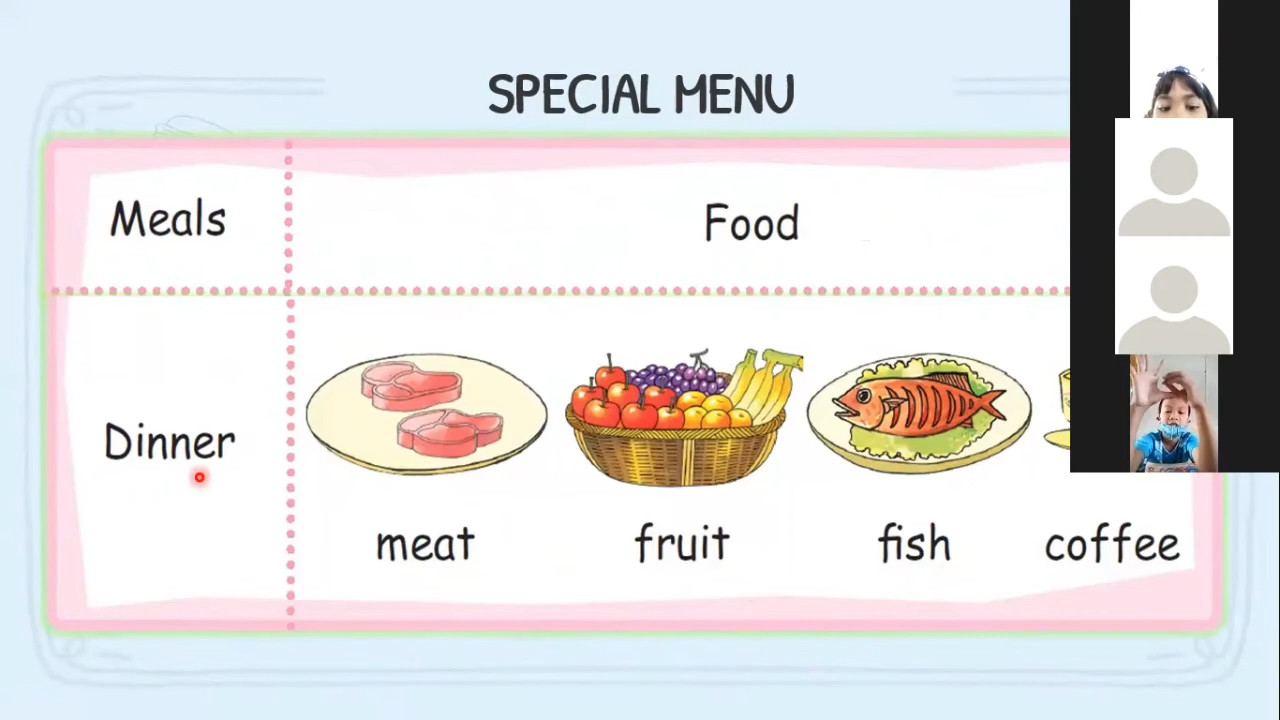 SPECIAL MENU
Meals
Food
Dinner
meat
fruit
fish
coffee